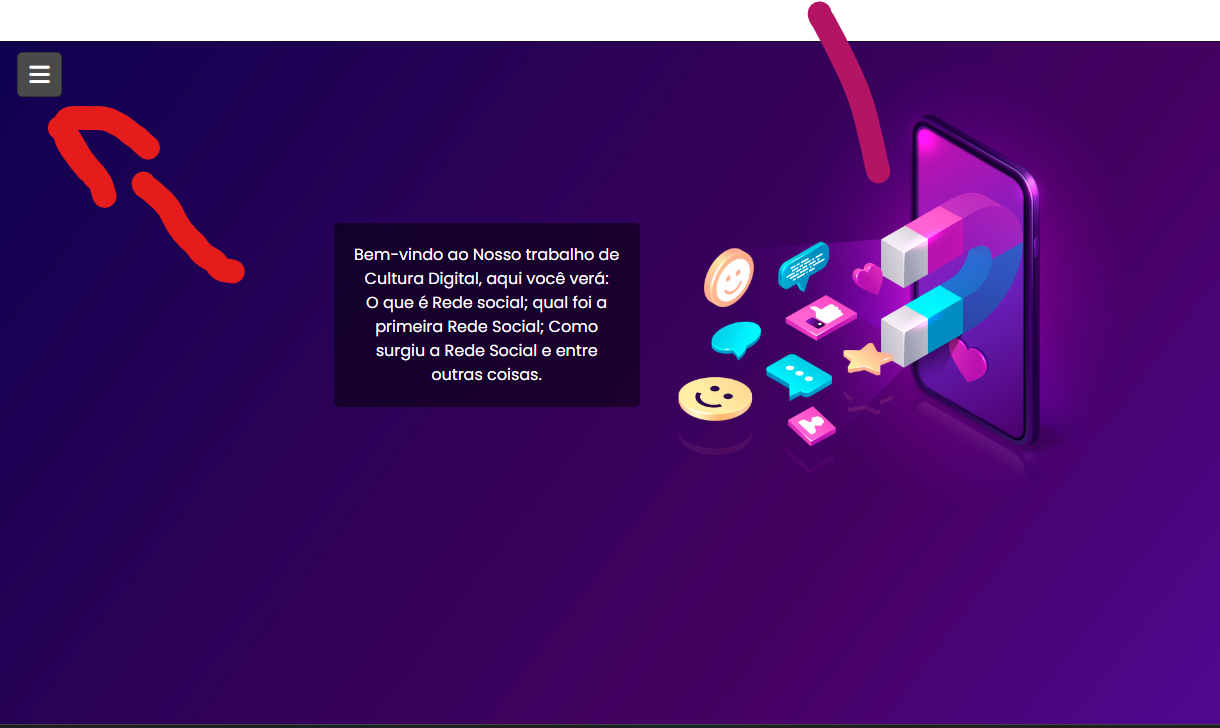 Bem-vindo ao Nosso trabalho de
Cultura Digital, aqui você verá:
O que é Rede social; qual foi a
primeira Rede Social; Como
surgiu a Rede Social e entre
outras coisas.